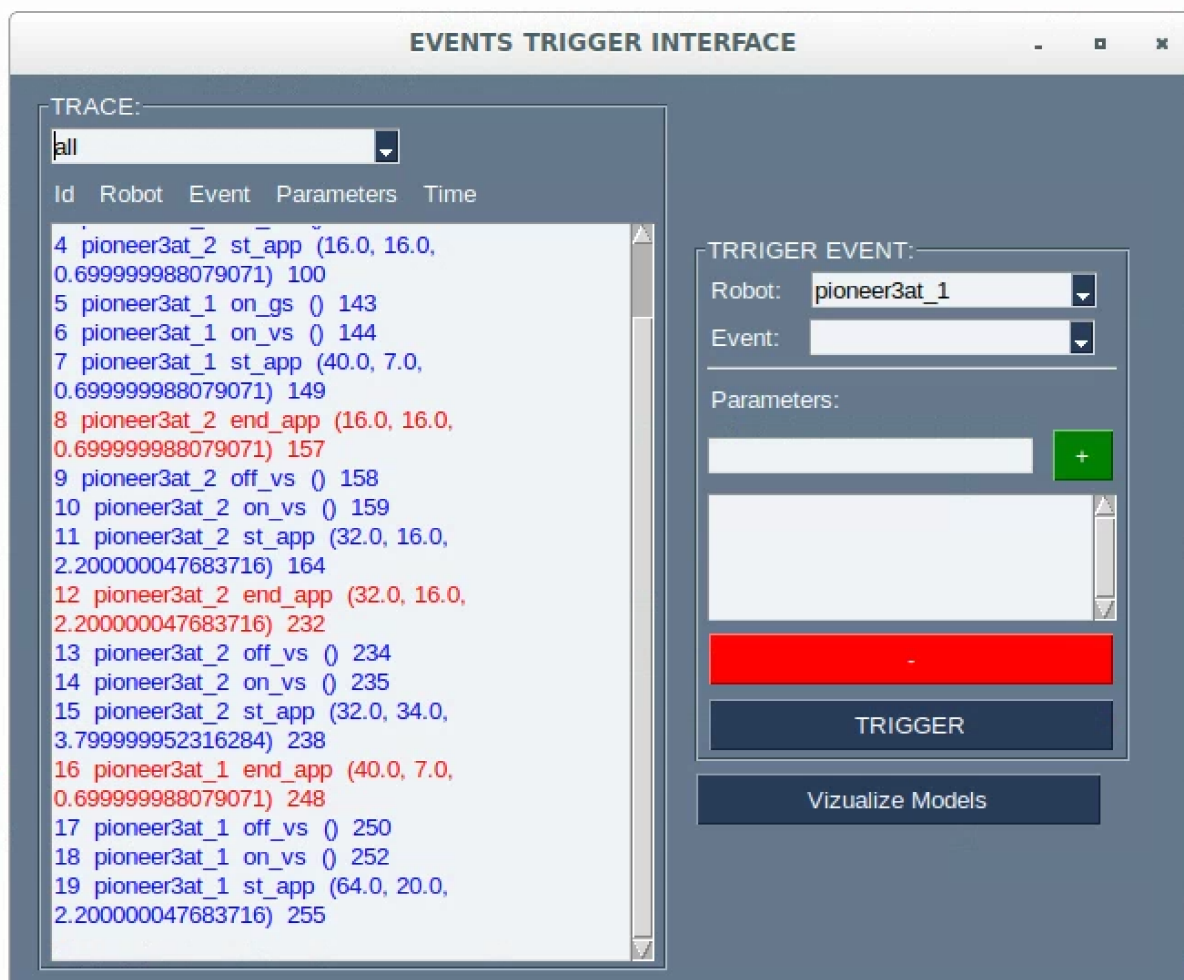 EVENTS TRIGGER INTERFACE
TRACE:
all
Id Robot Event Parameters Time
4 pioneer3at_2 st_app (16.0, 16.0,
0.699999988079071) 100
5 pioneer3at_1 on_gs () 143
6 pioneer3at_1 on_vs () 144
7 pioneer3at_1 st_app (40.0, 7.0,
0.699999988079071) 149
8 pioneer3at_2 end_app (16.0, 16.0,
0.699999988079071) 157
9 pioneer3at_2 off_vs () 158
10 pioneer3at_2 on_vs () 159
11 pioneer3at_2 st_app (32.0, 16.0,
2.200000047683716) 164
12 pioneer3at_2 end_app (32.0, 16.0,
2.200000047683716) 232
13 pioneer3at_2 off_vs () 234
14 pioneer3at_2 on_vs () 235
15 pioneer3at_2 st_app (32.0, 34.0,
3.799999952316284) 238
16 pioneer3at_1 end_app (40.0, 7.0,
0.699999988079071) 248
17 pioneer3at_1 off_vs () 250
18 pioneer3at_1 on_vs () 252
19 pioneer3at_1 st_app (64.0, 20.0,
2.200000047683716) 255
TRRIGER EVENT:
Robot: pioneer3at_1
Event:
Parameters:
+
-
TRIGGER
Vizualize Models